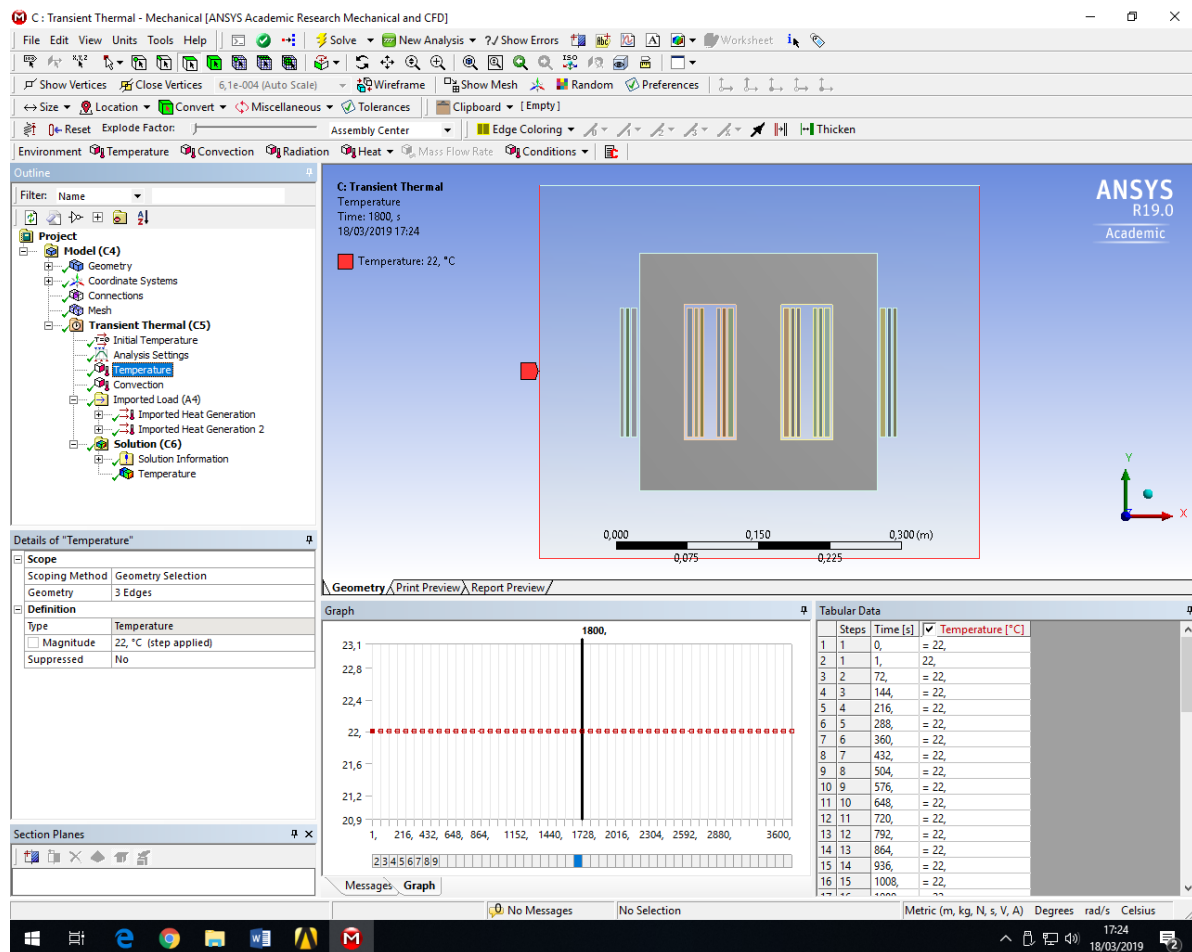 C : Transient Thermal - Mechanical [ANSYS Academic Research Mechanical and CFD]
File Edit View Units Tools Help Solve New Analysis ?/ Show Errors Worksheet
Show Vertices Close Vertices 6,1e-004 (Auto Scale) Wireframe Show Mesh Random Preferences
Size Location Convert Miscellaneous Tolerances Clipboard [Empty]
Reset Explode Factor: Assembly Center Edge Coloring Thicken
Environment Temperature Convection Radiation Heat Mass Flow Rate Conditions
Outline
Filter: Name
Project
Model (C4)
Geometry
Coordinate Systems
Connections
Mesh
Transient Thermal (C5)
Initial Temperature
Analysis Settings
Temperature
Convection
Imported Load (A4)
Imported Heat Generation
Imported Heat Generation 2
Solution (C6)
Solution Information
Temperature
C: Transient Thermal
Temperature
Time: 1800, s
18/03/2019 17:24
Temperature: 22, °C
ANSYS
R19.0
Academic
Y
X
0,000 0,150 0,300 (m)
0,075 0,225
Geometry Print Preview Report Preview
Details of "Temperature"
Scope
Scoping Method Geometry Selection
Geometry 3 Edges
Definition
Type Temperature
Magnitude 22, °C (step applied)
Suppressed No
Section Planes
Graph
1800,
23,1
22,8
22,4
22,
21,6
21,2
20,9
1, 216, 432, 648, 864, 1152, 1440, 1728, 2016, 2304, 2592, 2880, 3600,
2 3 4 5 6 7 8 9
Messages Graph
Tabular Data
Steps Time [s] Temperature [°C]
1 1 0, = 22,
2 1 1, 22,
3 2 72, = 22,
4 3 144, = 22,
5 4 216, = 22,
6 5 288, = 22,
7 6 360, = 22,
8 7 432, = 22,
9 8 504, = 22,
10 9 576, = 22,
11 10 648, = 22,
12 11 720, = 22,
13 12 792, = 22,
14 13 864, = 22,
15 14 936, = 22,
16 15 1008, = 22,
No Messages No Selection Metric (m, kg, N, s, V, A) Degrees rad/s Celsius
17:24
18/03/2019
2